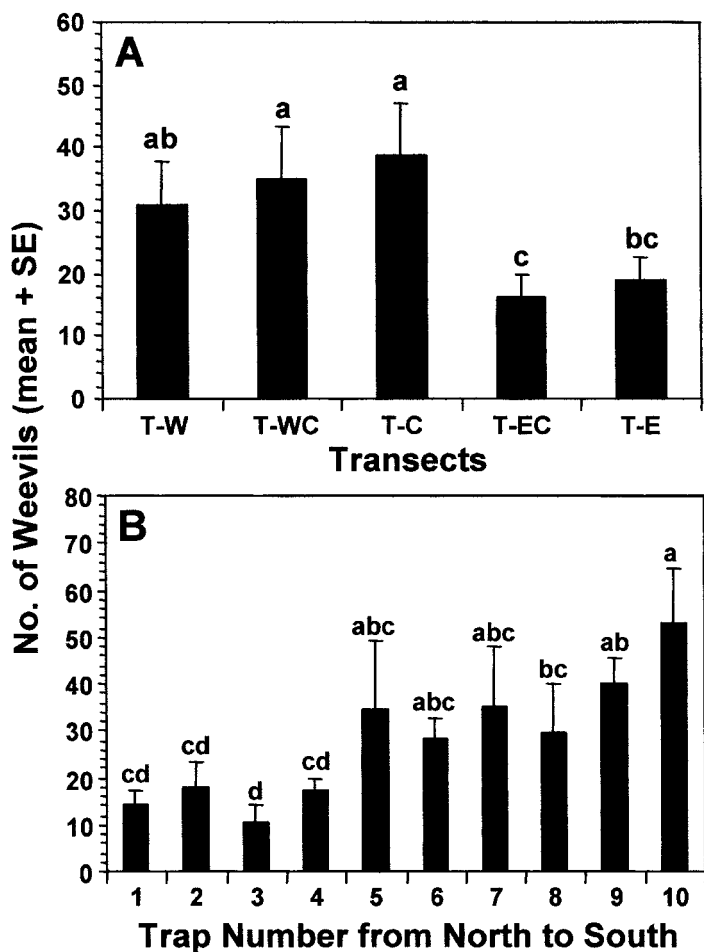 No. of Weevils (mean + SE)
A
60
50
40
30
20
10
0
ab
a
a
c
bc
T-W T-WC T-C T-EC T-E
Transects
B
80
70
60
50
40
30
20
10
0
cd
cd
d
cd
abc
abc
abc
bc
ab
a
1 2 3 4 5 6 7 8 9 10
Trap Number from North to South